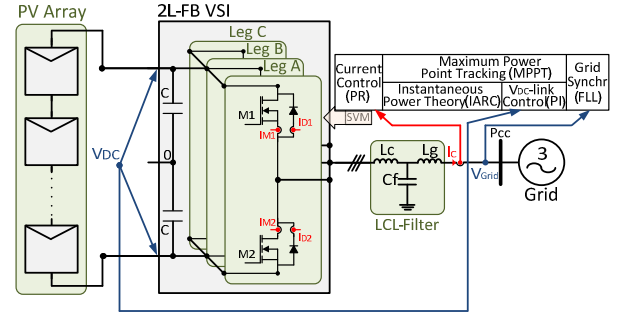 PV Array
2L-FB VSI
Leg C
Leg B
Leg A
Current Control(PR)
Maximum Power Point Tracking(MPPT)
Instantaneous Power Theory(IARC)
VDC-link Control(PI)
Grid Synchr (FLL)
SVM
C
M1
IM1
ID1
VDC
0
C
IM2
ID2
M2
Lc
Lg
Cf
LCL-Filter
IC
VGrid
Pcc
3
Grid